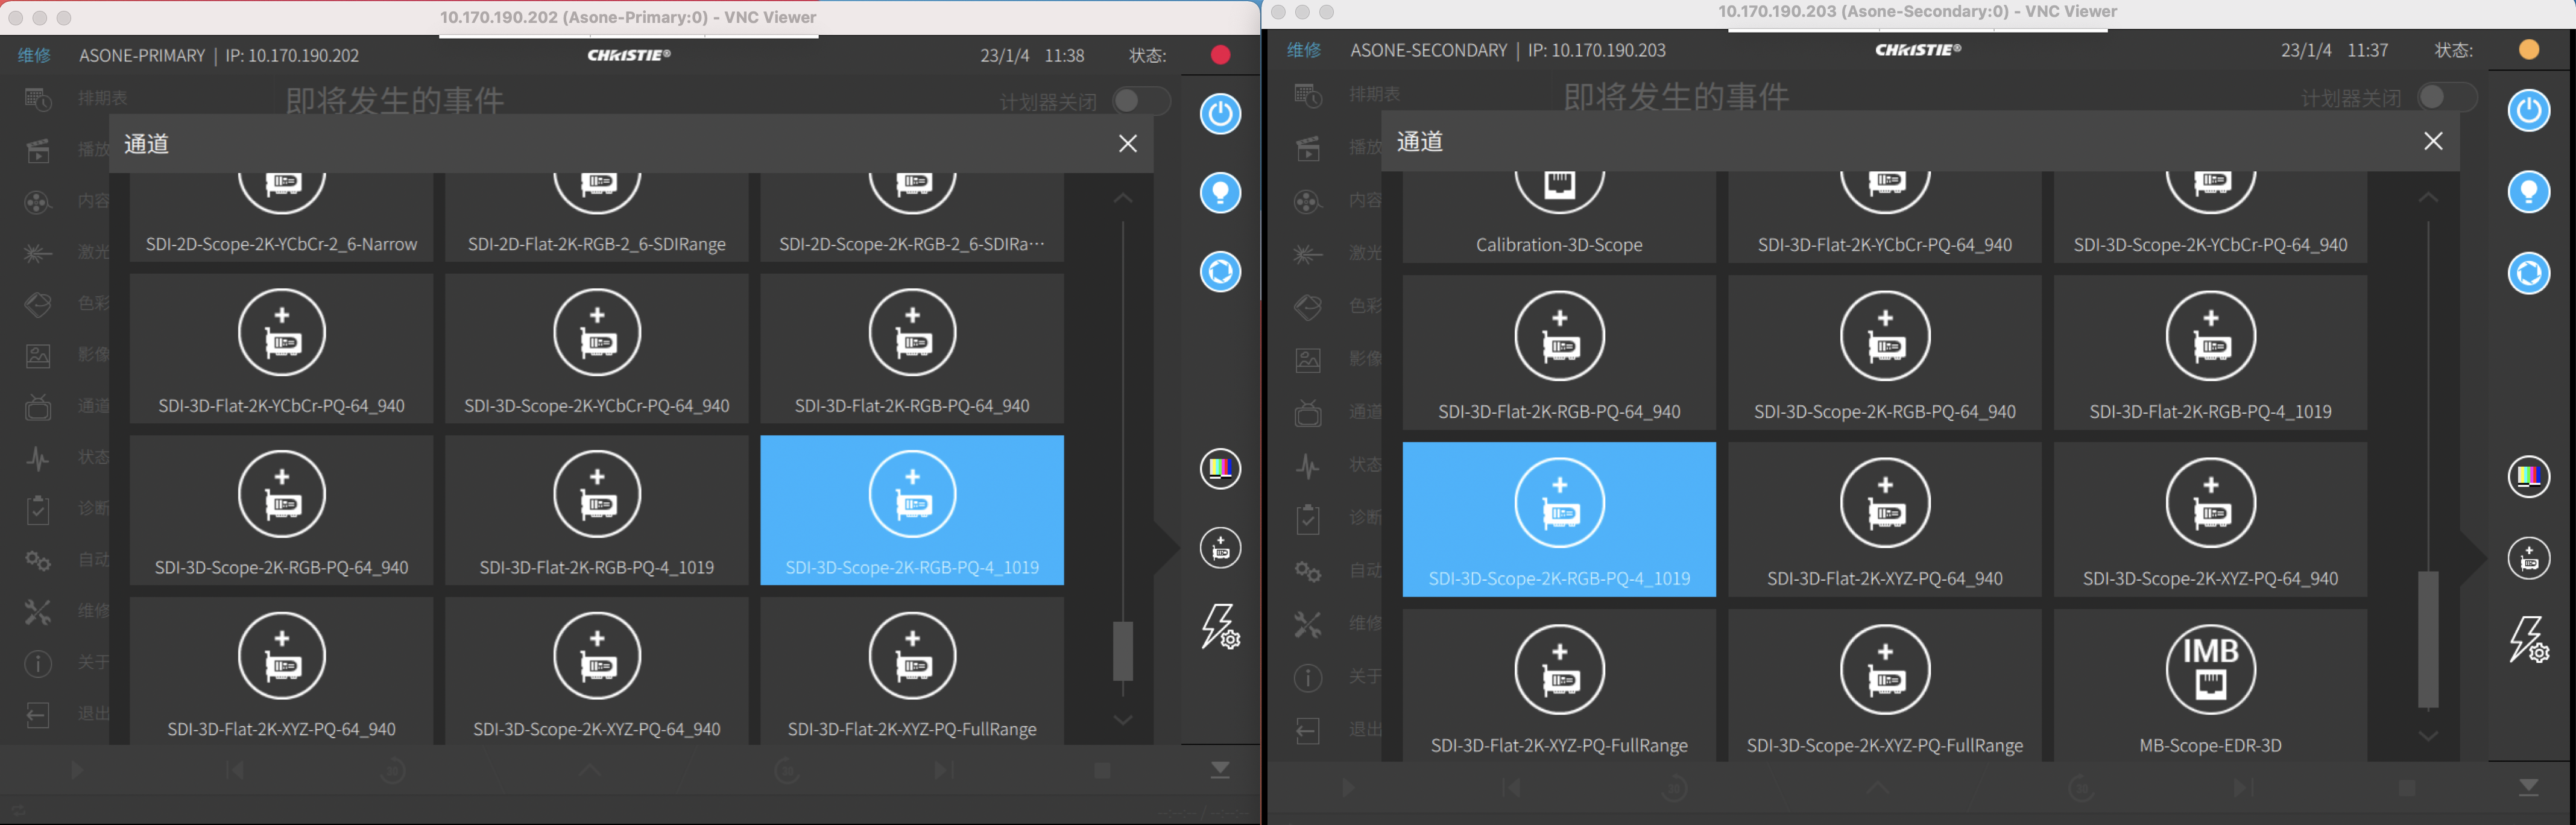 10.170.190.202 (Asone-Primary:0) - VNC Viewer
维修 ASONE-PRIMARY | IP: 10.170.190.202 CHRISTIE® 23/1/4 11:38 状态:
排期表 即将发生的事件 计划器关闭
播放
内容
激光
色彩
影像
通道
状态
诊断
自动
维修
关于
退出
通道
SDI-2D-Scope-2K-YCbCr-2_6-Narrow SDI-2D-Flat-2K-RGB-2_6-SDIRange SDI-2D-Scope-2K-RGB-2_6-SDIRa···
SDI-3D-Flat-2K-YCbCr-PQ-64_940 SDI-3D-Scope-2K-YCbCr-PQ-64_940 SDI-3D-Flat-2K-RGB-PQ-64_940
SDI-3D-Scope-2K-RGB-PQ-64_940 SDI-3D-Flat-2K-RGB-PQ-4_1019 SDI-3D-Scope-2K-RGB-PQ-4_1019
SDI-3D-Flat-2K-XYZ-PQ-64_940 SDI-3D-Scope-2K-XYZ-PQ-64_940 SDI-3D-Flat-2K-XYZ-PQ-FullRange
10.170.190.203 (Asone-Secondary:0) - VNC Viewer
维修 ASONE-SECONDARY | IP: 10.170.190.203 CHRISTIE® 23/1/4 11:37 状态:
排期表 即将发生的事件 计划器关闭
播放
内容
激光
色彩
影像
通道
状态
诊断
自动
维修
关于
退出
通道
Calibration-3D-Scope SDI-3D-Flat-2K-YCbCr-PQ-64_940 SDI-3D-Scope-2K-YCbCr-PQ-64_940
SDI-3D-Flat-2K-RGB-PQ-64_940 SDI-3D-Scope-2K-RGB-PQ-64_940 SDI-3D-Flat-2K-RGB-PQ-4_1019
SDI-3D-Scope-2K-RGB-PQ-4_1019 SDI-3D-Flat-2K-XYZ-PQ-64_940 SDI-3D-Scope-2K-XYZ-PQ-64_940
IMB
SDI-3D-Flat-2K-XYZ-PQ-FullRange SDI-3D-Scope-2K-XYZ-PQ-FullRange MB-Scope-EDR-3D